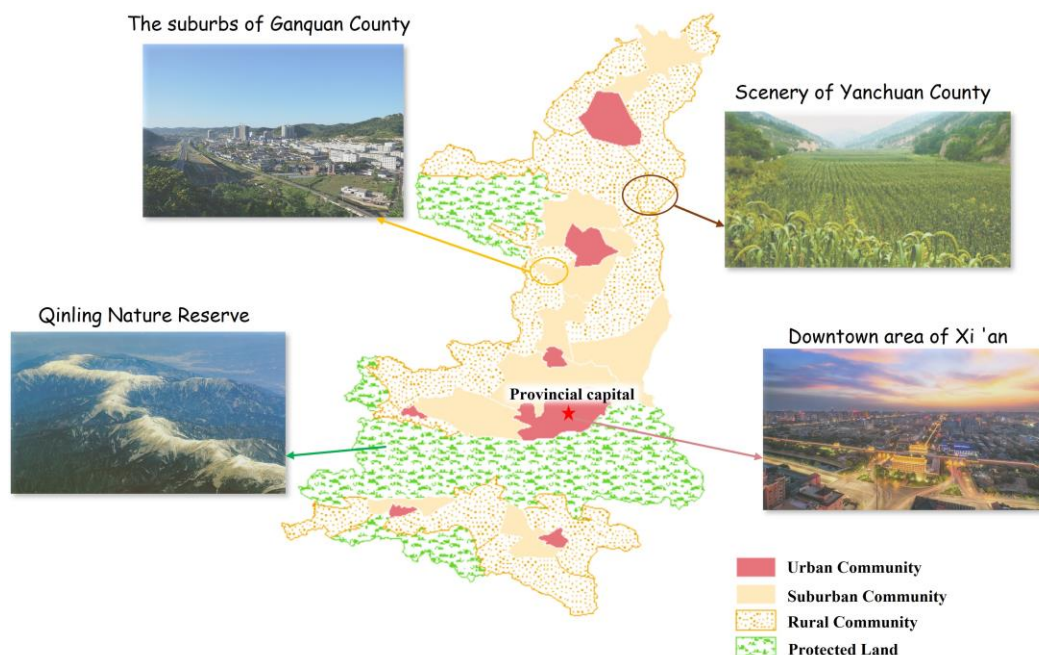 The suburbs of Ganquan County
Scenery of Yanchuan County
Qinling Nature Reserve
Downtown area of Xi 'an
Provincial capital
Urban Community
Suburban Community
Rural Community
Protected Land